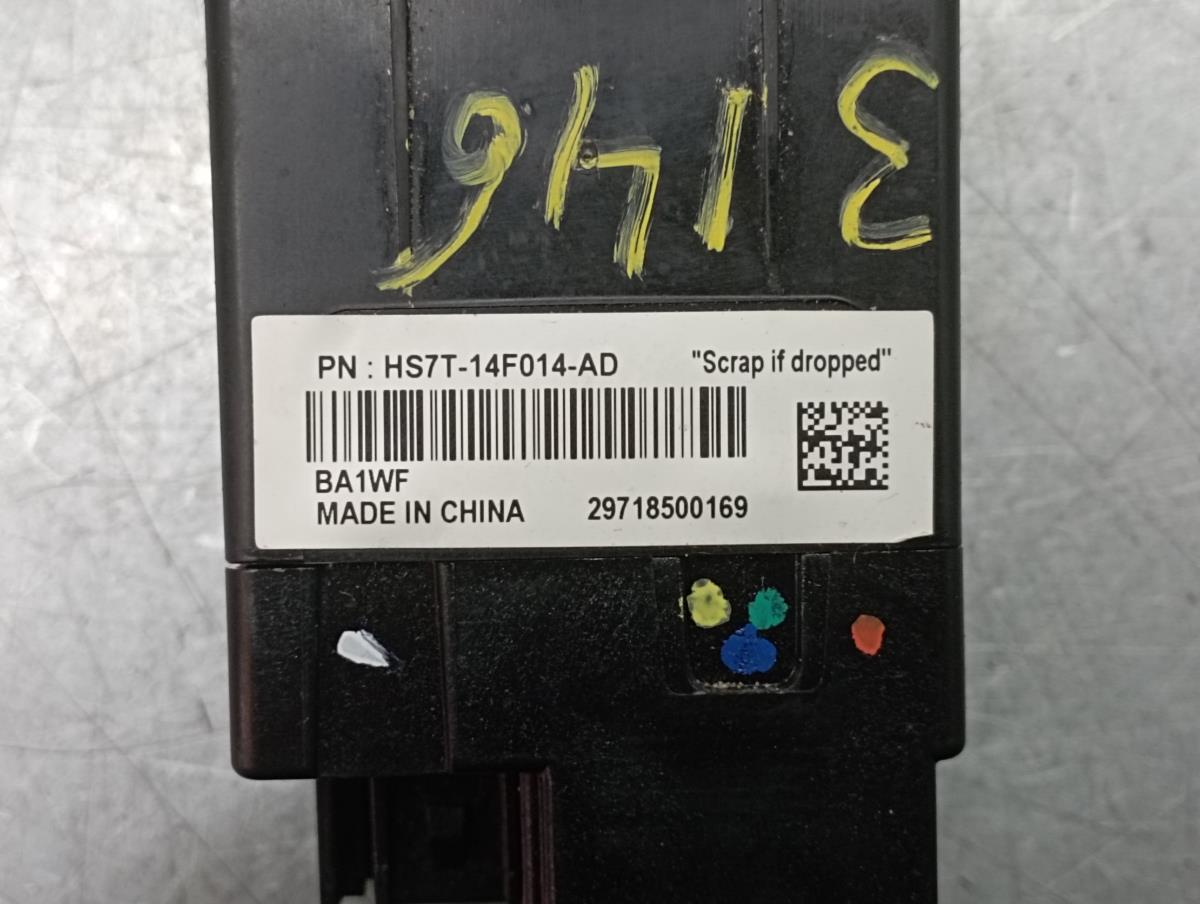 3146
PN : HS7T-14F014-AD "Scrap if dropped"
BA1WF
MADE IN CHINA 29718500169